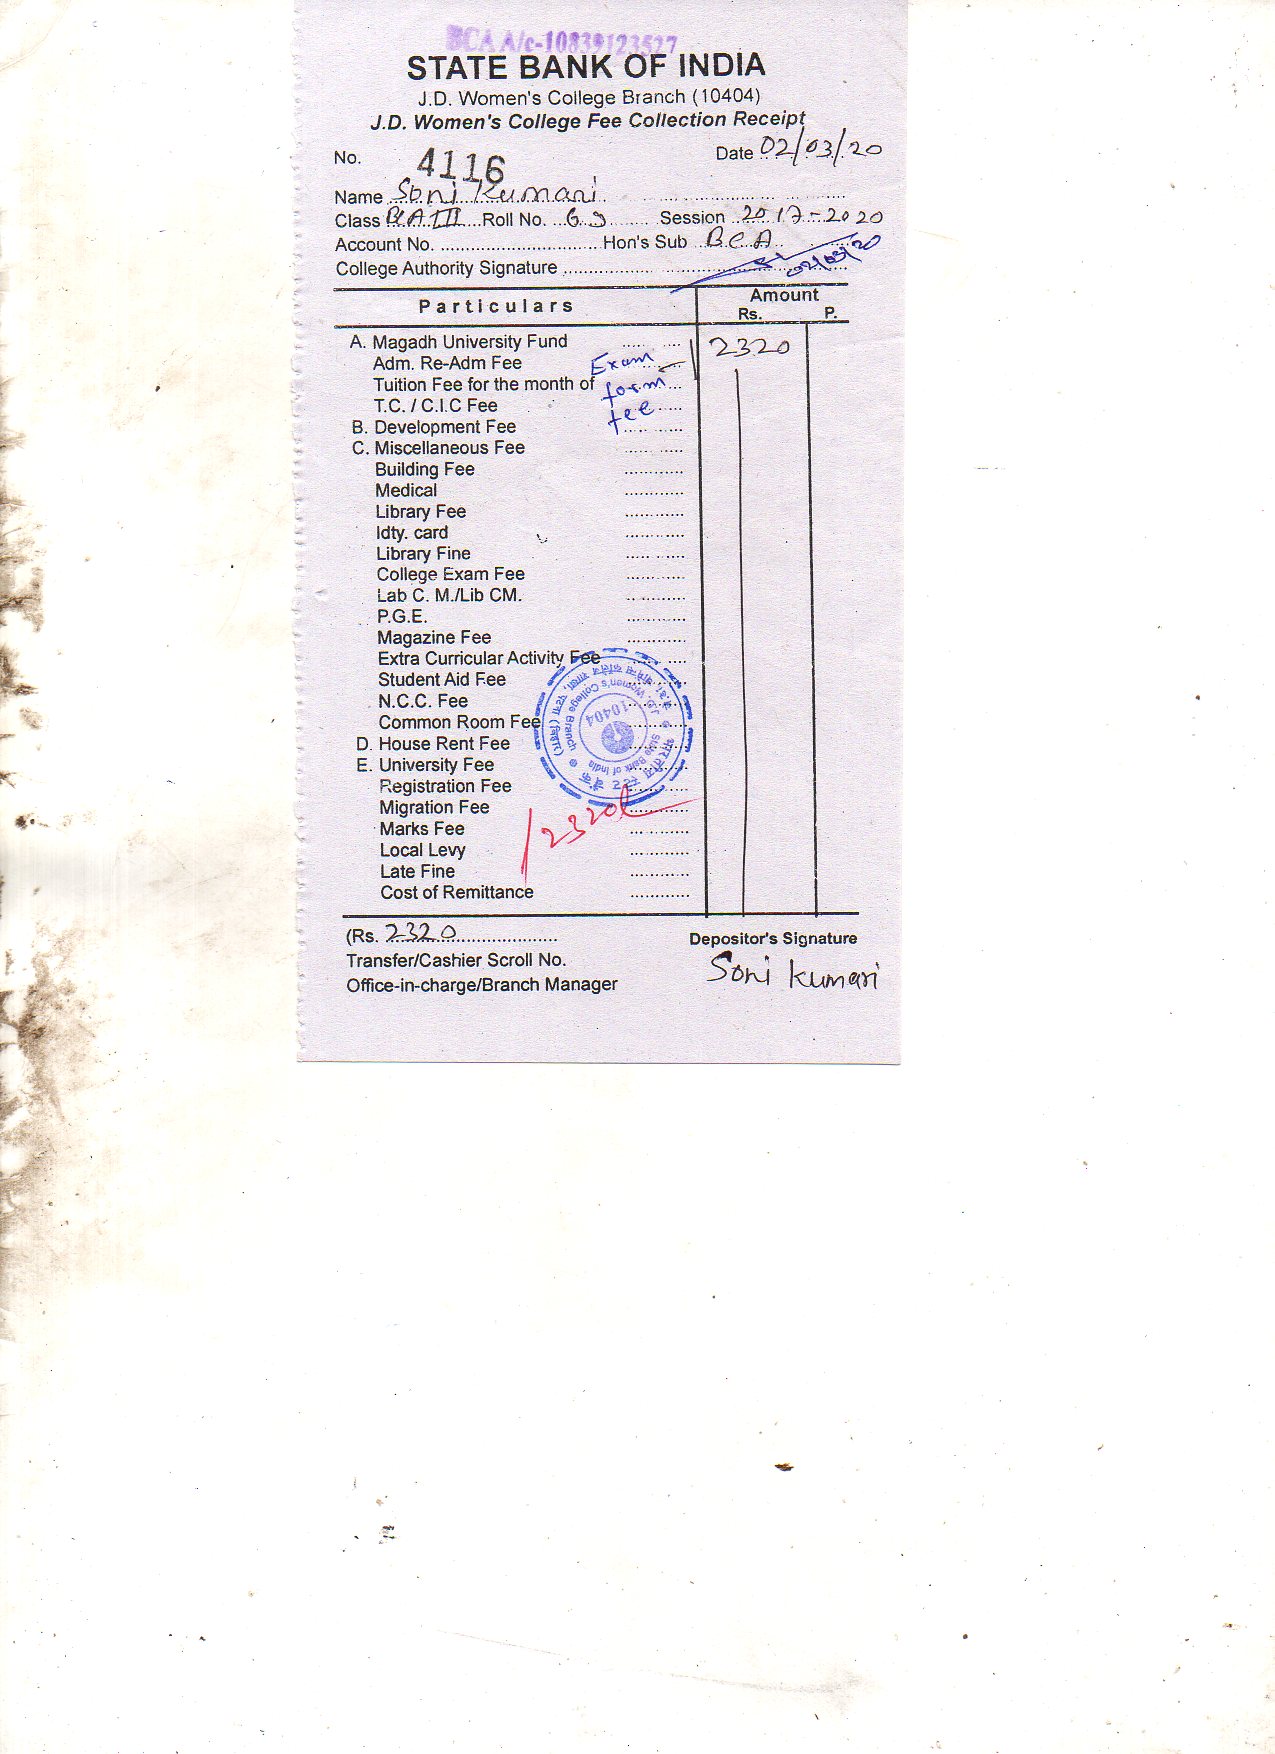 BCA A/c-10839123527
STATE BANK OF INDIA
J.D. Women's College Branch (10404)
J.D. Women's College Fee Collection Receipt
No. 4116 Date 02/03/20
Name Soni Kumari
Class BCA III Roll No. 63 Session 2017-2020
Account No. Hon's Sub BCA
College Authority Signature 02/03/20
Particulars Amount
Rs. P.
A. Magadh University Fund 2320
Adm. Re-Adm Fee Exam
Tuition Fee for the month of form
T.C. / C.I.C Fee fee
B. Development Fee
C. Miscellaneous Fee
Building Fee
Medical
Library Fee
Idty. card
Library Fine
College Exam Fee
Lab C. M./Lib CM.
P.G.E.
Magazine Fee
Extra Curricular Activity Fee
Student Aid Fee
N.C.C. Fee
Common Room Fee
D. House Rent Fee
E. University Fee
Registration Fee
Migration Fee
Marks Fee
Local Levy
Late Fine
Cost of Remittance
State Bank of India
J.D. Women's College Branch
10404
2320
(Rs. 2320 Depositor's Signature
Transfer/Cashier Scroll No. Soni kumari
Office-in-charge/Branch Manager